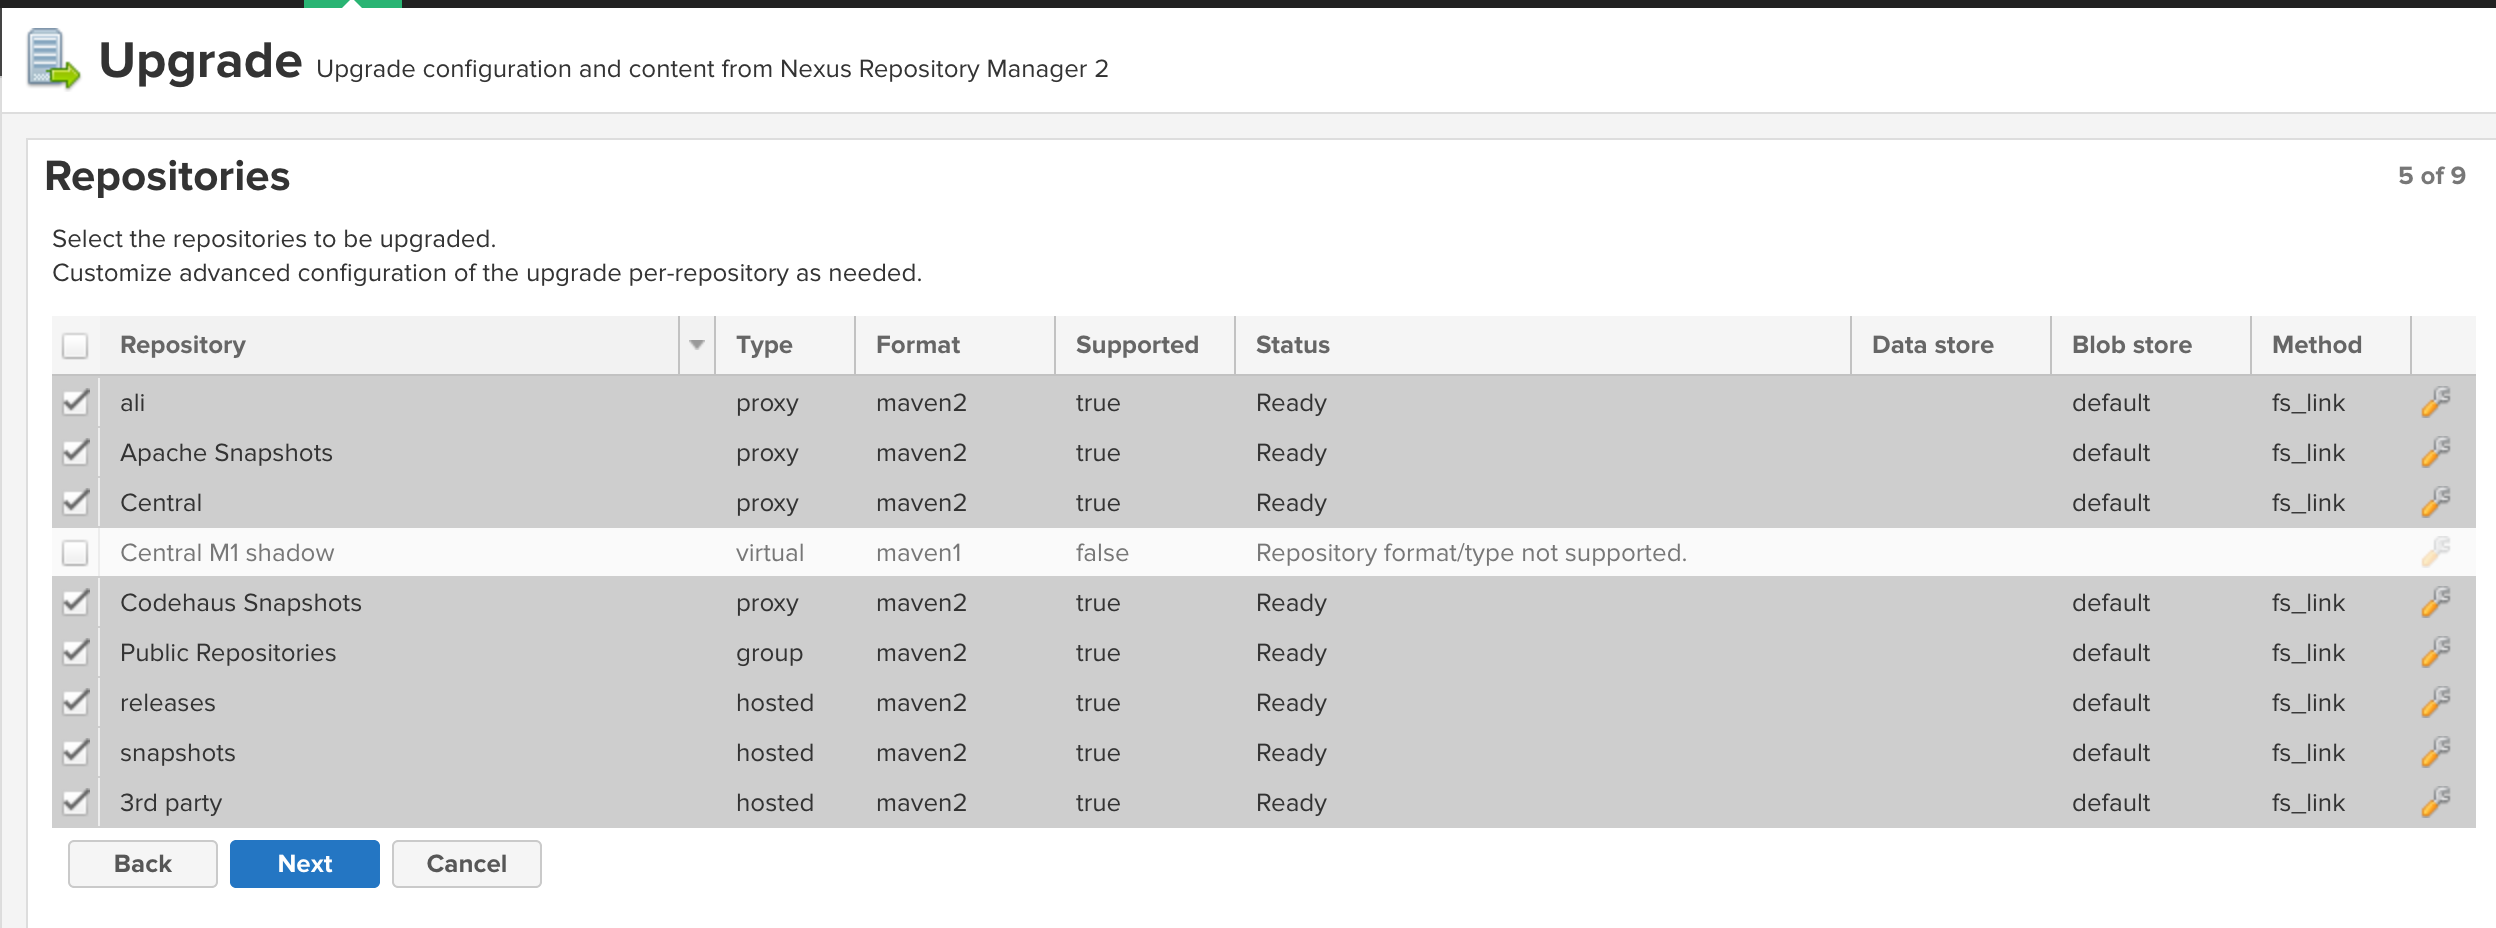 Upgrade Upgrade configuration and content from Nexus Repository Manager 2
Repositories 5 of 9
Select the repositories to be upgraded.
Customize advanced configuration of the upgrade per-repository as needed.
Repository Type Format Supported Status Data store Blob store Method
ali proxy maven2 true Ready default fs_link
Apache Snapshots proxy maven2 true Ready default fs_link
Central proxy maven2 true Ready default fs_link
Central M1 shadow virtual maven1 false Repository format/type not supported.
Codehaus Snapshots proxy maven2 true Ready default fs_link
Public Repositories group maven2 true Ready default fs_link
releases hosted maven2 true Ready default fs_link
snapshots hosted maven2 true Ready default fs_link
3rd party hosted maven2 true Ready default fs_link
Back Next Cancel